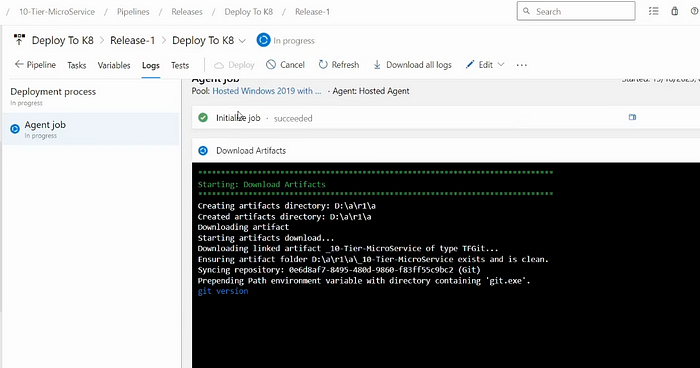 / 10-Tier-MicroService / Pipelines / Releases / Deploy To K8 / Release-1
Search
Deploy To K8 > Release-1 > Deploy To K8 In progress
Pipeline Tasks Variables Logs Tests Deploy Cancel Refresh Download all logs Edit ...
Deployment process
In progress
Agent job
In progress
Agent job
Pool: Hosted Windows 2019 with ... · Agent: Hosted Agent
Initialize job · succeeded
Download Artifacts
******************************************************************************
Starting: Download Artifacts
******************************************************************************
Creating artifacts directory: D:\a\r1\a
Created artifacts directory: D:\a\r1\a
Downloading artifact
Starting artifacts download...
Downloading linked artifact _10-Tier-MicroService of type TFGit...
Ensuring artifact folder D:\a\r1\a\_10-Tier-MicroService exists and is clean.
Syncing repository: 0e6d8af7-8495-480d-9860-f83ff55c9bc2 (Git)
Prepending Path environment variable with directory containing 'git.exe'.
git version